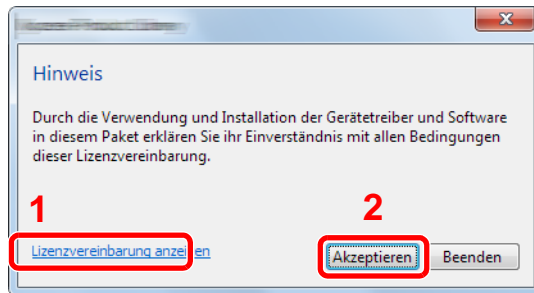 Hinweis
Durch die Verwendung und Installation der Gerätetreiber und Software
in diesem Paket erklären Sie ihr Einverständnis mit allen Bedingungen
dieser Lizenzvereinbarung.
1
2
Lizenzvereinbarung anzeigen
Akzeptieren
Beenden